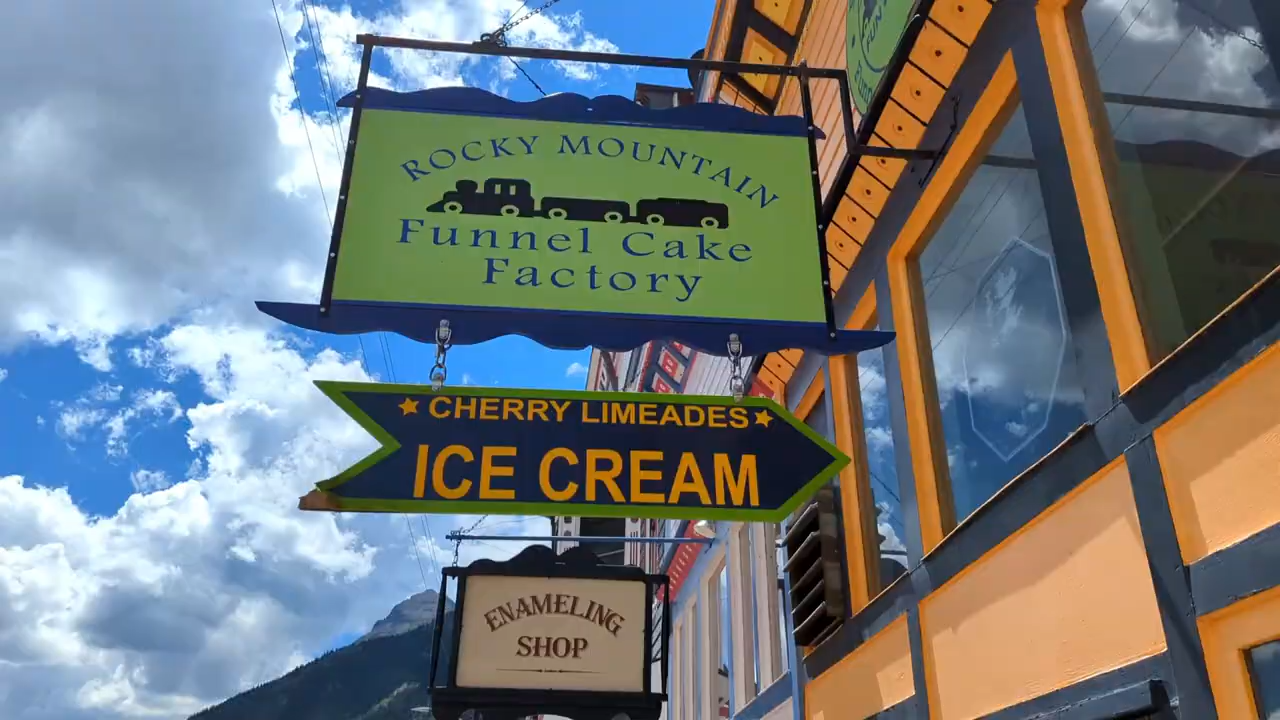 ROCKY MOUNTAIN
Funnel Cake
Factory
CHERRY LIMEADES
ICE CREAM
ENAMELING
SHOP